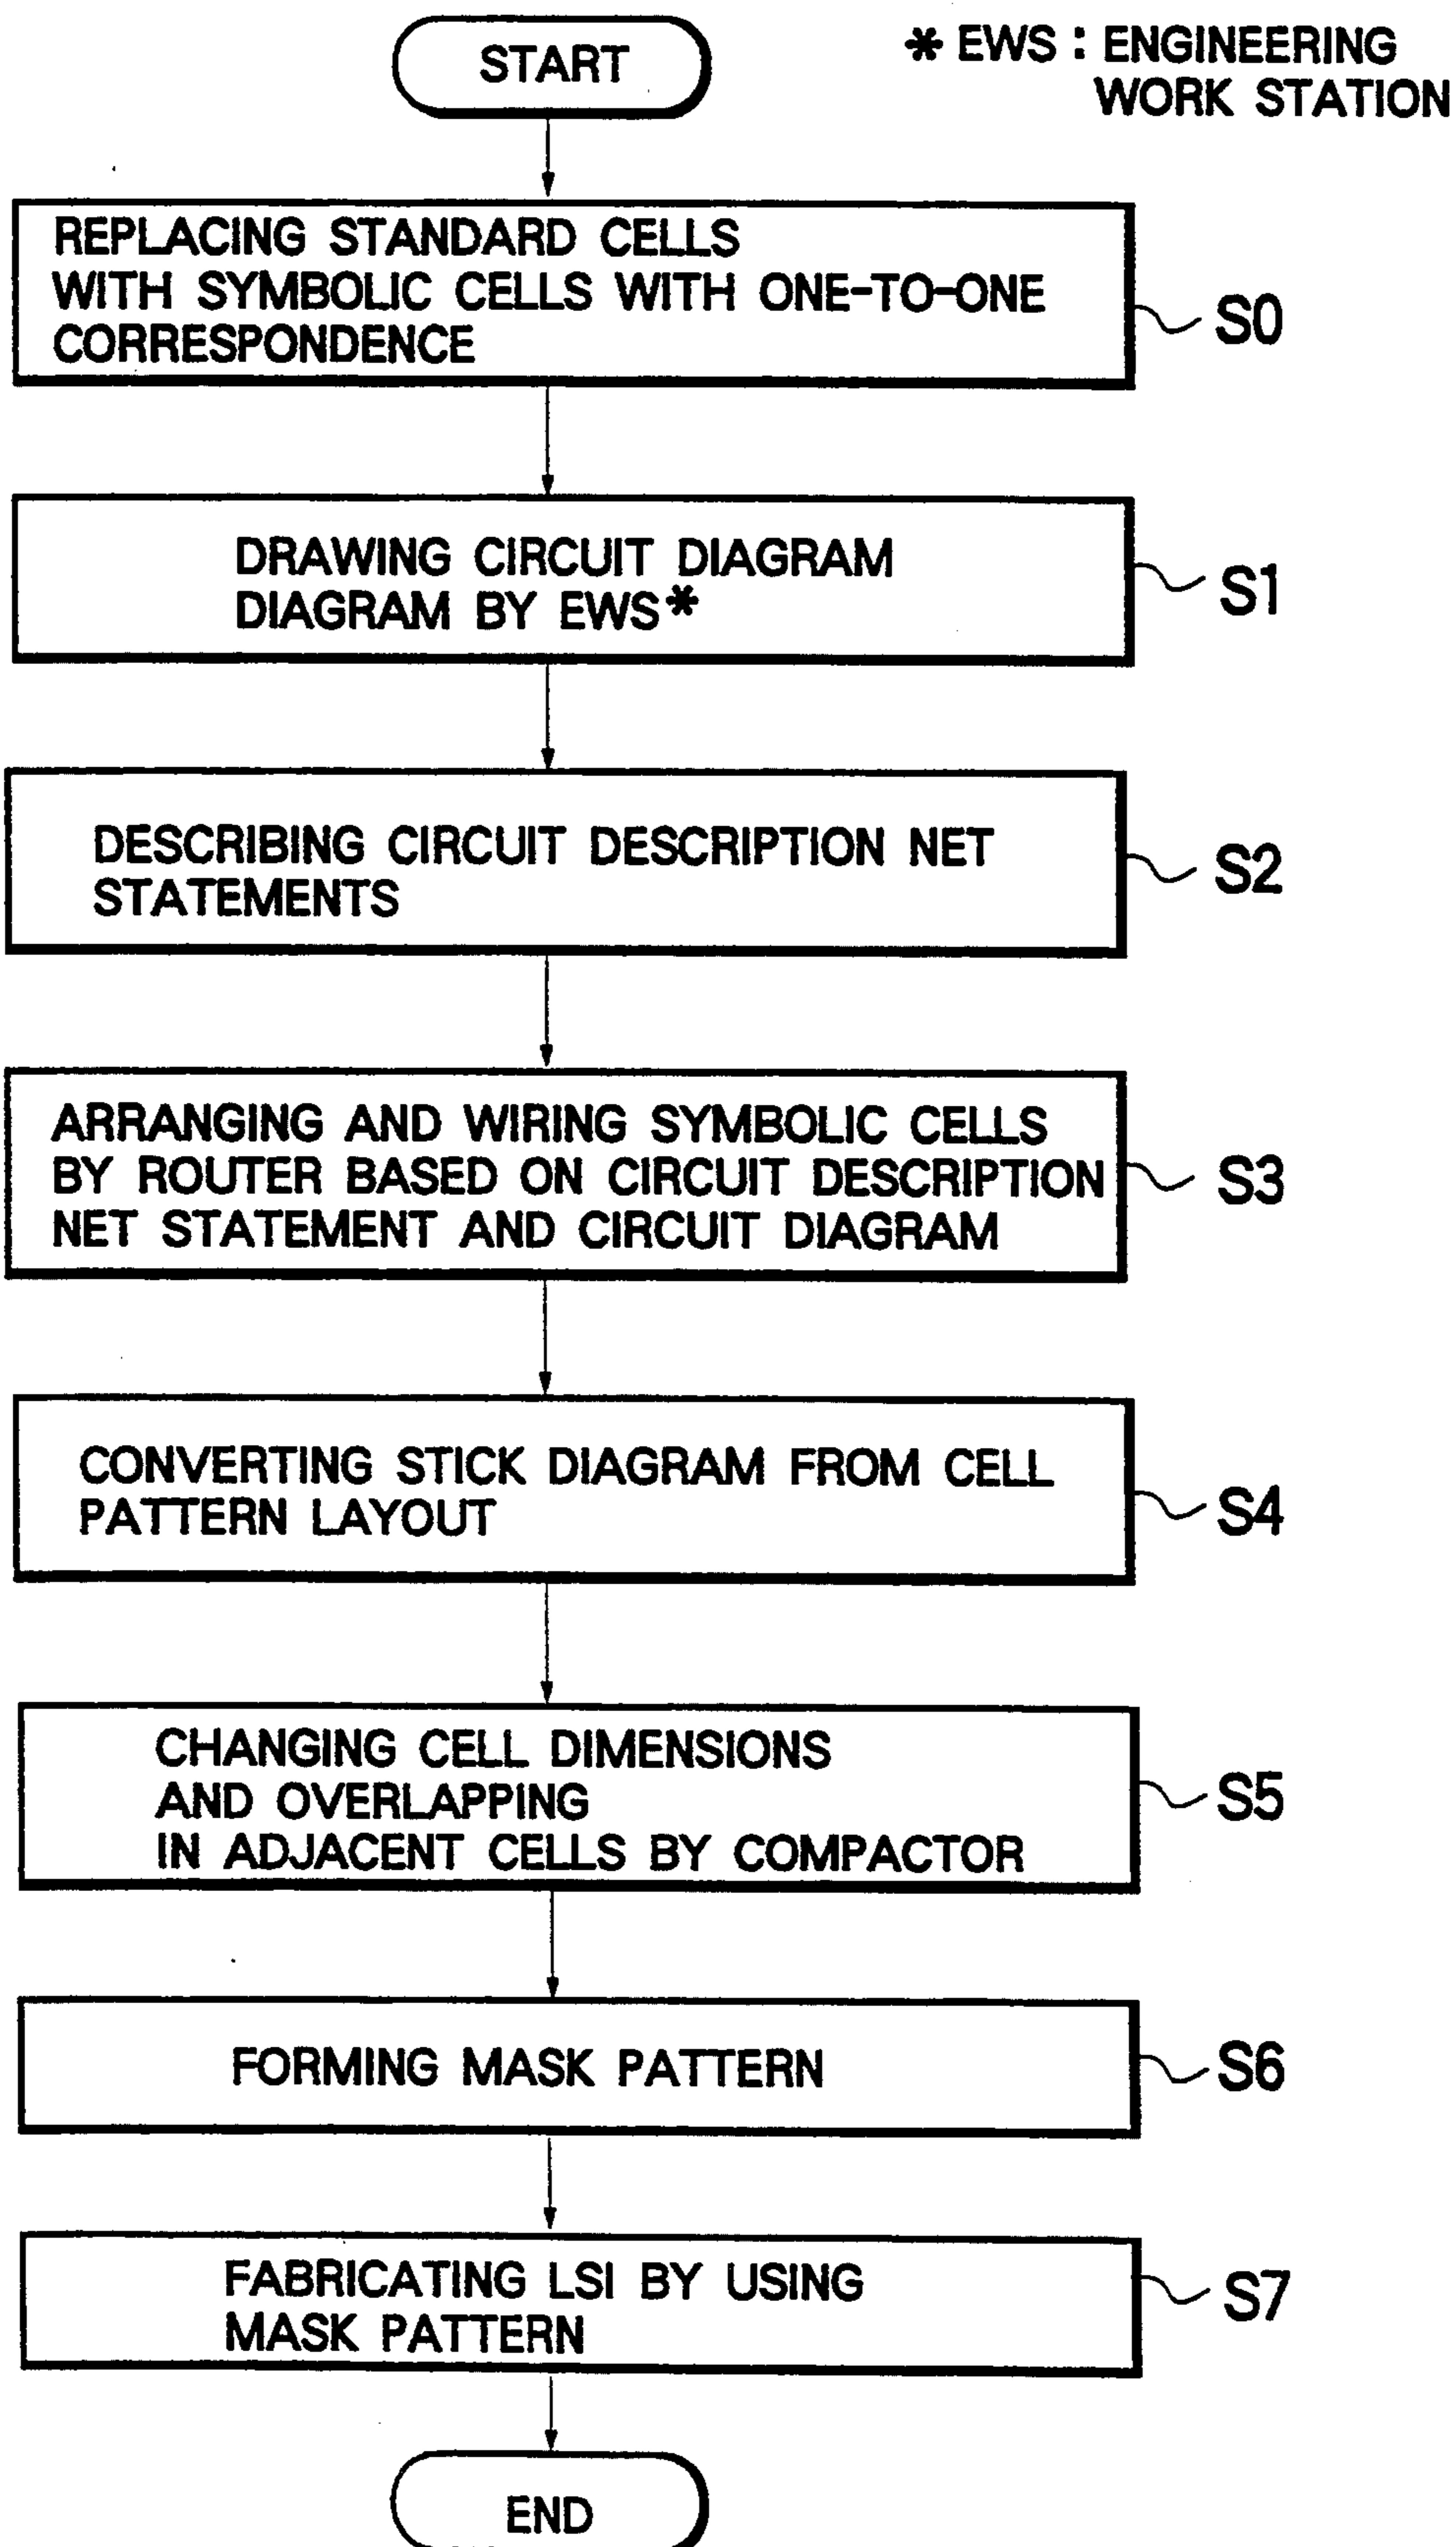 START
* EWS : ENGINEERING
WORK STATION
REPLACING STANDARD CELLS
WITH SYMBOLIC CELLS WITH ONE-TO-ONE
CORRESPONDENCE
S0
DRAWING CIRCUIT DIAGRAM
DIAGRAM BY EWS*
S1
DESCRIBING CIRCUIT DESCRIPTION NET
STATEMENTS
S2
ARRANGING AND WIRING SYMBOLIC CELLS
BY ROUTER BASED ON CIRCUIT DESCRIPTION
NET STATEMENT AND CIRCUIT DIAGRAM
S3
CONVERTING STICK DIAGRAM FROM CELL
PATTERN LAYOUT
S4
CHANGING CELL DIMENSIONS
AND OVERLAPPING
IN ADJACENT CELLS BY COMPACTOR
S5
FORMING MASK PATTERN
S6
FABRICATING LSI BY USING
MASK PATTERN
S7
END